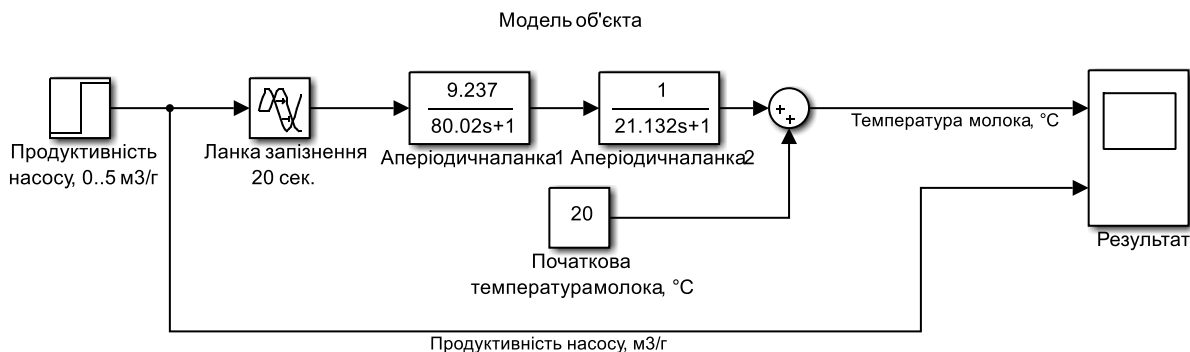 Модель об'єкта
9.237
80.02s+1
1
21.132s+1
Продуктивність
насосу, 0..5 м3/г
Ланка запізнення
20 сек.
Аперіодичналанка1
Аперіодичналанка2
Температура молока, °C
20
Початкова
températурамолока, °C
Результат
Продуктивність насосу, м3/г